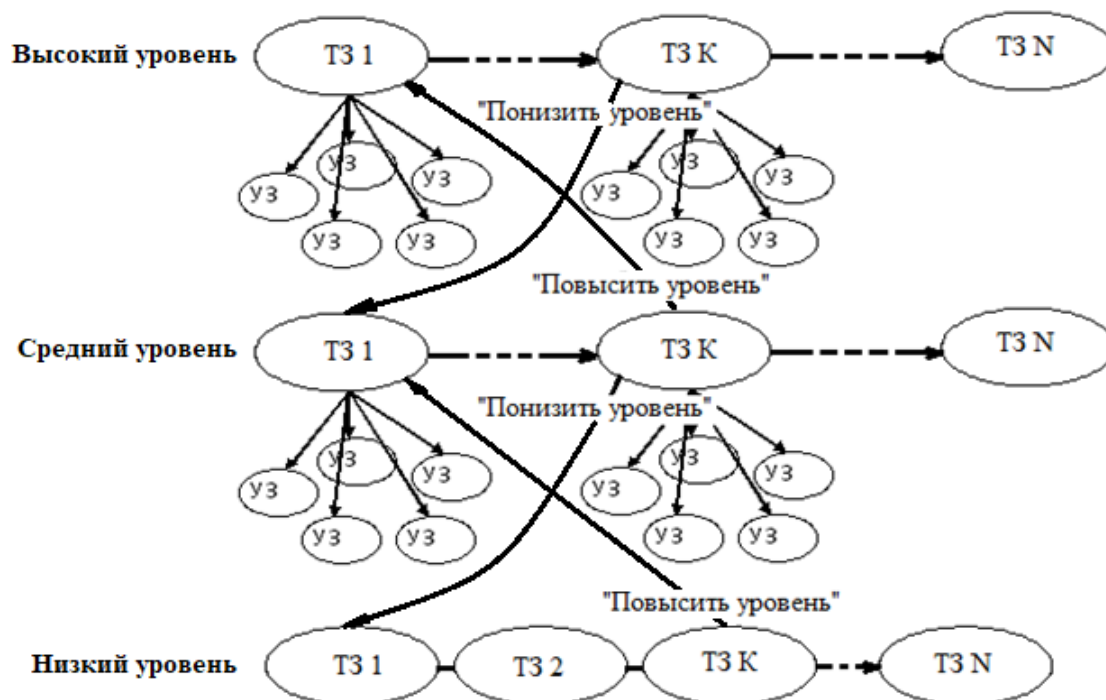 Высокий уровень
ТЗ 1
ТЗ К
ТЗ N
"Понизить уровень"
УЗ
УЗ
УЗ
УЗ
УЗ
УЗ
УЗ
УЗ
УЗ
УЗ
"Повысить уровень"
Средний уровень
ТЗ 1
ТЗ К
ТЗ N
"Понизить уровень"
УЗ
УЗ
УЗ
УЗ
УЗ
УЗ
УЗ
УЗ
УЗ
УЗ
"Повысить уровень"
Низкий уровень
ТЗ 1
ТЗ 2
ТЗ К
ТЗ N